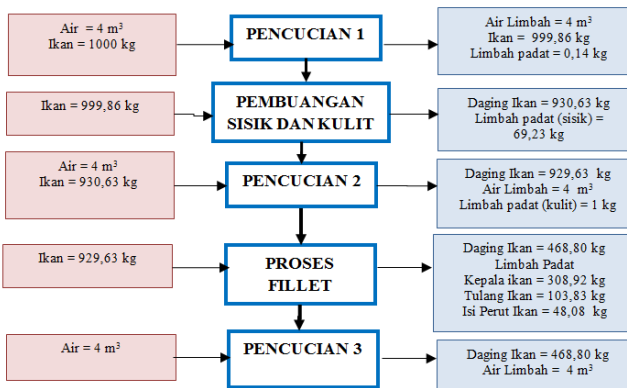 Air = 4 m³
Ikan = 1000 kg
PENCUCIAN 1
Air Limbah = 4 m³
Ikan = 999,86 kg
Limbah padat = 0,14 kg
Ikan = 999,86 kg
PEMBUANGAN
SISIK DAN KULIT
Daging Ikan = 930,63 kg
Limbah padat (sisik) =
69,23 kg
Air = 4 m³
Ikan = 930,63 kg
PENCUCIAN 2
Daging Ikan = 929,63 kg
Air Limbah = 4 m³
Limbah padat (kulit) = 1 kg
Ikan = 929,63 kg
PROSES
FILLET
Daging Ikan = 468,80 kg
Limbah Padat
Kepala ikan = 308,92 kg
Tulang Ikan = 103,83 kg
Isi Perut Ikan = 48,08 kg
Air = 4 m³
PENCUCIAN 3
Daging Ikan = 468,80 kg
Air Limbah = 4 m³